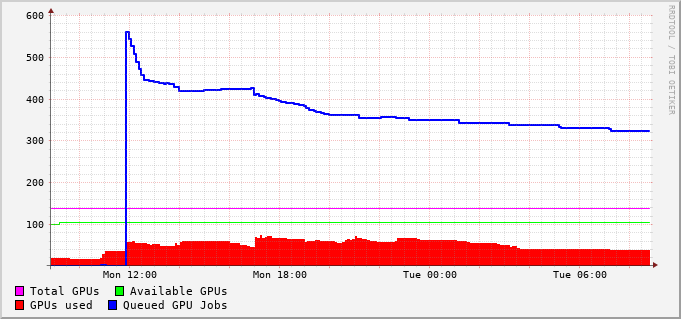 600
500
400
300
200
100
Mon 12:00 Mon 18:00 Tue 00:00 Tue 06:00
Total GPUs Available GPUs
GPUs used Queued GPU Jobs
RRDTOOL / TOBI OETIKER